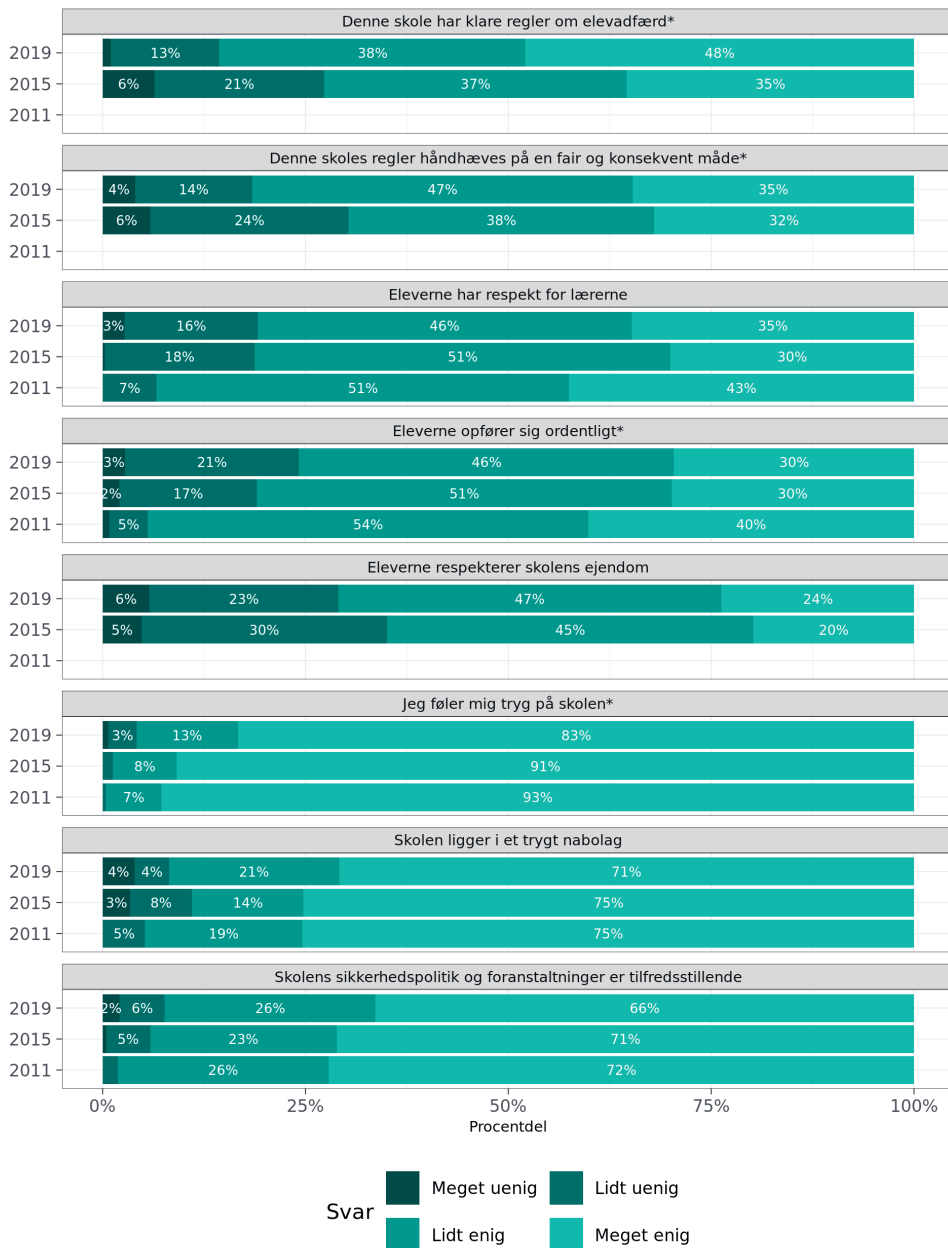 Denne skole har klare regler om elevadfærd*
2019 13% 38% 48%
2015 6% 21% 37% 35%
2011
Denne skoles regler håndhæves på en fair og konsekvent måde*
2019 4% 14% 47% 35%
2015 6% 24% 38% 32%
2011
Eleverne har respekt for lærerne
2019 3% 16% 46% 35%
2015 18% 51% 30%
2011 7% 51% 43%
Eleverne opfører sig ordentligt*
2019 3% 21% 46% 30%
2015 2% 17% 51% 30%
2011 5% 54% 40%
Eleverne respekterer skolens ejendom
2019 6% 23% 47% 24%
2015 5% 30% 45% 20%
2011
Jeg føler mig tryg på skolen*
2019 3% 13% 83%
2015 8% 91%
2011 7% 93%
Skolen ligger i et trygt nabolag
2019 4% 4% 21% 71%
2015 3% 8% 14% 75%
2011 5% 19% 75%
Skolens sikkerhedspolitik og foranstaltninger er tilfredsstillende
2019 2% 6% 26% 66%
2015 5% 23% 71%
2011 26% 72%
0% 25% 50% 75% 100%
Procentdel
Svar
Meget uenig Lidt uenig
Lidt enig Meget enig